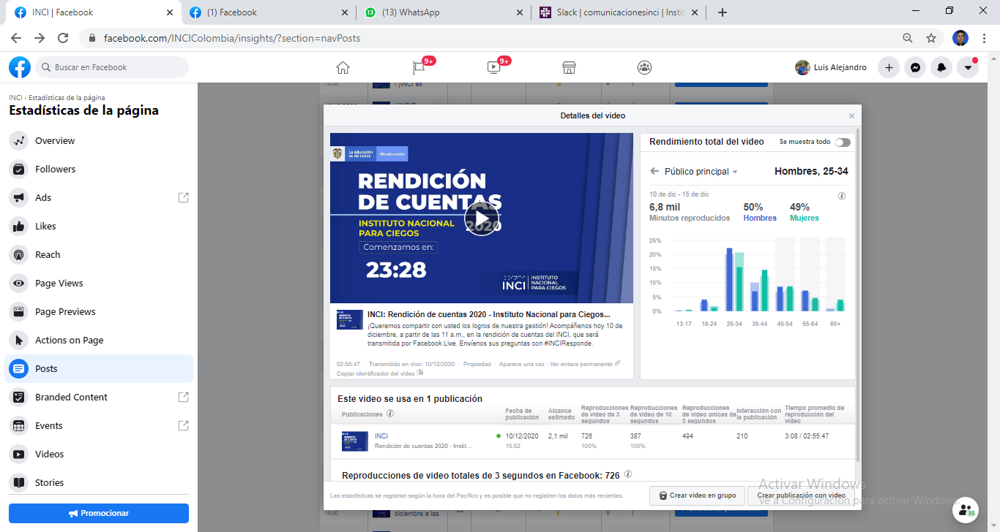 INCI | Facebook
(1) Facebook
13
(13) WhatsApp
Slack | comunicacionesinci | Insti
facebook.com/INCIColombia/insights/?section=navPosts
Buscar en Facebook
9+
9+
Luis Alejandro
INCI › Estadísticas de la página
Estadísticas de la página
Overview
Followers
Ads
Likes
Reach
Page Views
Page Previews
Actions on Page
Posts
Branded Content
Events
Videos
Stories
Promocionar
Detalles del video
La educación
es de todos
Mineducación
RENDICIÓN
DE CUENTAS
2020
INSTITUTO NACIONAL
PARA CIEGOS
Comenzamos en:
23:28
INCI
INSTITUTO
NACIONAL
PARA CIEGOS
INCI: Rendición de cuentas 2020 - Instituto Nacional para Ciegos...
¡Queremos compartir con usted los logros de nuestra gestión! Acompáñenos hoy 10 de
diciembre, a partir de las 11 a.m., en la rendición de cuentas del INCI, que será
transmitida por Facebook Live. Envíenos sus preguntas con #INCIResponde.
02:55:47 · Transmitido en vivo: 10/12/2020 · Propiedad · Aparece una vez · Ver enlace permanente ·
Copiar identificador del video
Rendimiento total del video
Se muestra todo
Público principal
Hombres, 25-34
10 de dic - 15 de dic
6,8 mil
Minutos reproducidos
50%
Hombres
49%
Mujeres
25%
20%
15%
10%
5%
0%
13-17 18-24 25-34 35-44 45-54 55-64 65+
Este video se usa en 1 publicación
Publicaciones
Fecha de
publicación
Alcance
estimado
Reproducciones
de video de 3
segundos
Reproducciones
de video de 10
segundos
Reproducciones
de video únicas de
3 segundos
Interacción con
la publicación
Tiempo promedio de
reproducción del
video
INCI
Rendición de cuentas 2020 - Instit...
10/12/2020
10:52
2,1 mil
726
100%
387
100%
494
210
3:08 / 02:55:47
Reproducciones de video totales de 3 segundos en Facebook: 726
Las estadísticas se registran según la hora del Pacífico y es posible que no registren los datos más recientes.
Crear video en grupo
Crear publicación con video
Activar Windows
Ve a Configuración para activar Windows.
35
16:00
diciembre a las